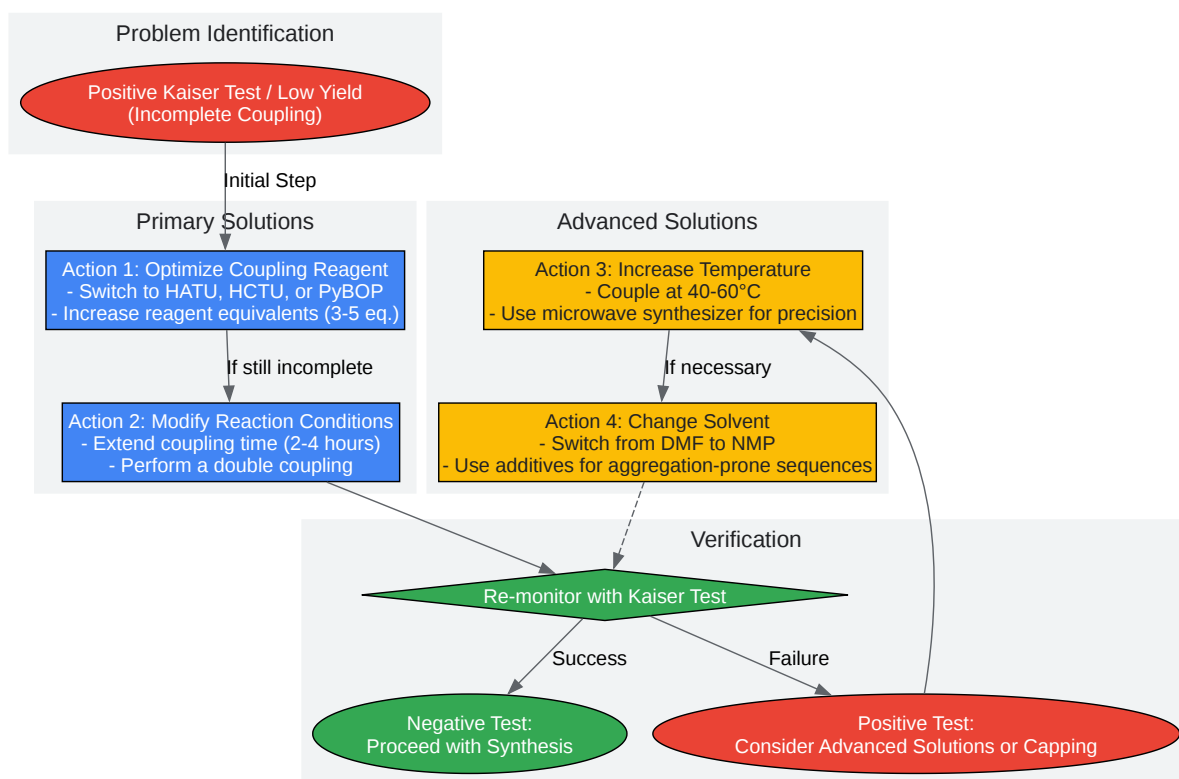 Problem Identification
Positive Kaiser Test / Low Yield
(Incomplete Coupling)
Initial Step
Primary Solutions
Action 1: Optimize Coupling Reagent
- Switch to HATU, HCTU, or PyBOP
- Increase reagent equivalents (3-5 eq.)
If still incomplete
Action 2: Modify Reaction Conditions
- Extend coupling time (2-4 hours)
- Perform a double coupling
Advanced Solutions
Action 3: Increase Temperature
- Couple at 40-60°C
- Use microwave synthesizer for precision
If necessary
Action 4: Change Solvent
- Switch from DMF to NMP
- Use additives for aggregation-prone sequences
Verification
Re-monitor with Kaiser Test
Success
Failure
Negative Test:
Proceed with Synthesis
Positive Test:
Consider Advanced Solutions or Capping